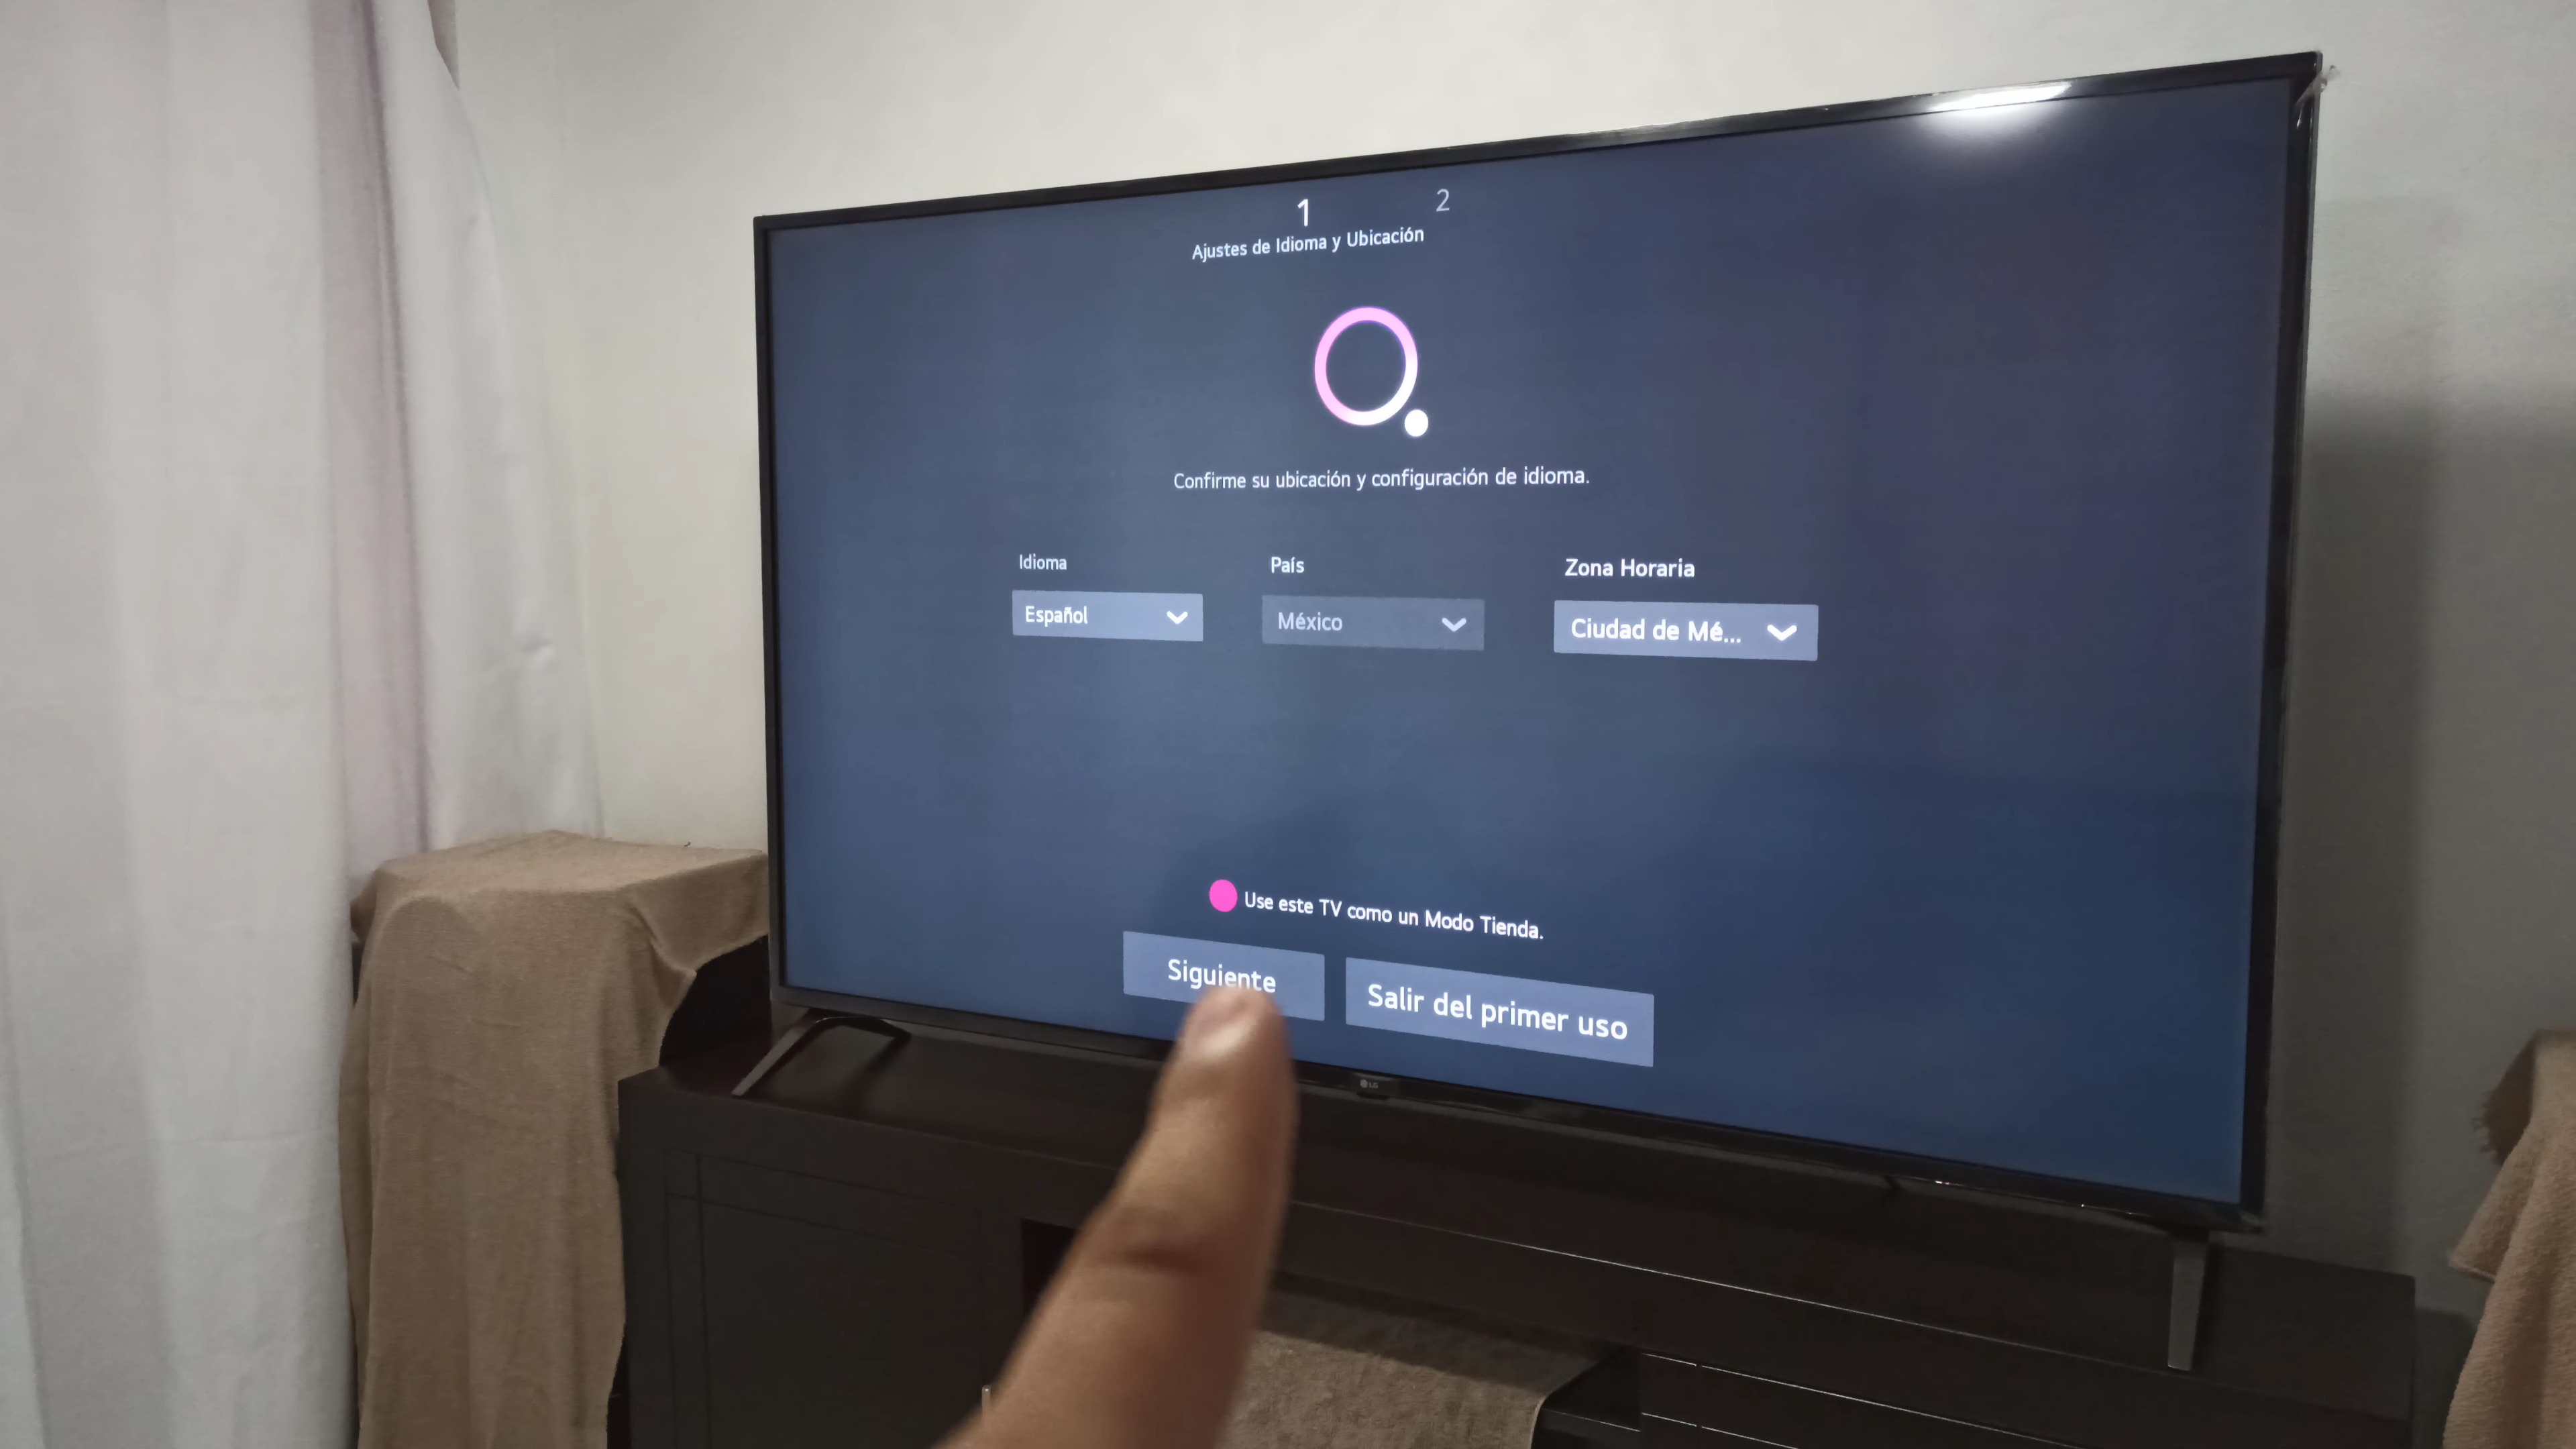 1
2
Ajustes de Idioma y Ubicación
Confirme su ubicación y configuración de idioma.
Idioma
País
Zona Horaria
Español
México
Ciudad de Mé...
Use este TV como un Modo Tienda.
Siguiente
Salir del primer uso
LG